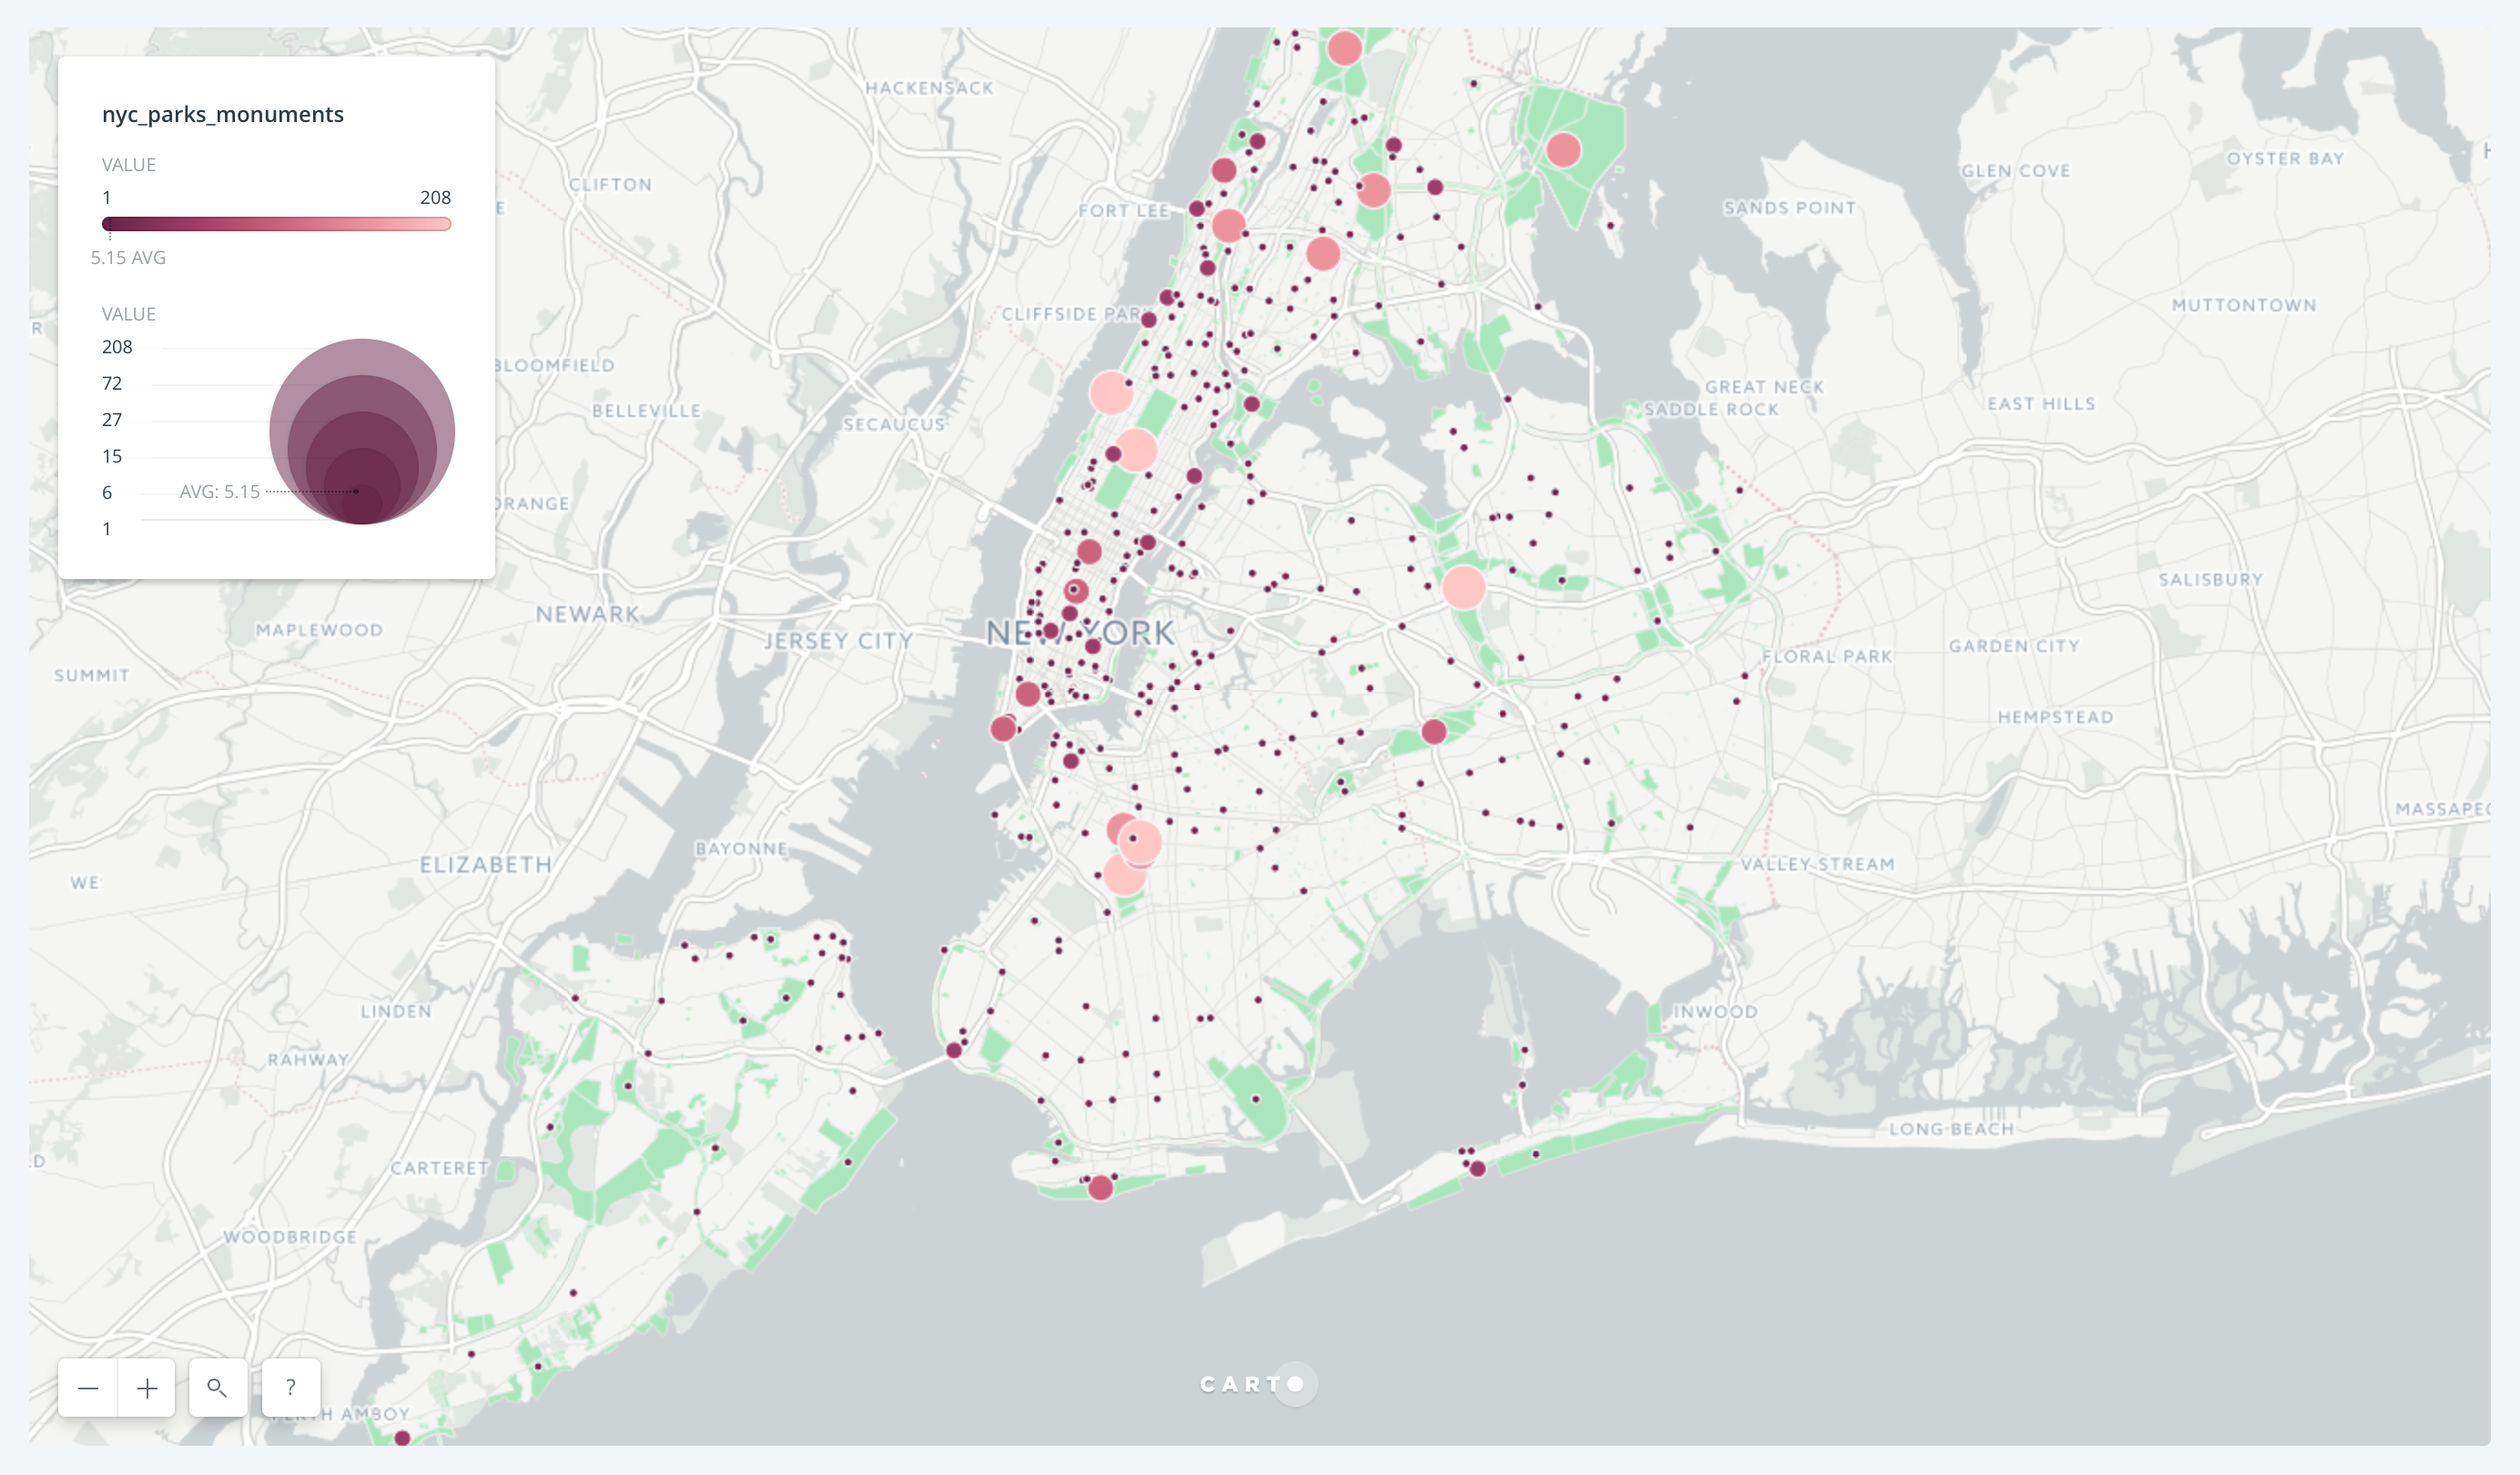 nyc_parks_monuments
VALUE
1 208
5.15 AVG
VALUE
208
72
27
15
6 AVG: 5.15
1
HACKENSACK
CLIFTON
FORT LEE
CLIFFSIDE PARK
BLOOMFIELD
BELLEVILLE
SECAUCUS
ORANGE
NEWARK
MAPLEWOOD
SUMMIT
JERSEY CITY
NEW YORK
GLEN COVE
OYSTER BAY
SANDS POINT
MUTTONTOWN
GREAT NECK
SADDLE ROCK
EAST HILLS
SALISBURY
GARDEN CITY
FLORAL PARK
HEMPSTEAD
MASSAPEQ
VALLEY STREAM
BAYONNE
ELIZABETH
WE
LINDEN
RAHWAY
INWOOD
LONG BEACH
CARTERET
WOODBRIDGE
PERTH AMBOY
− + ?
CARTO